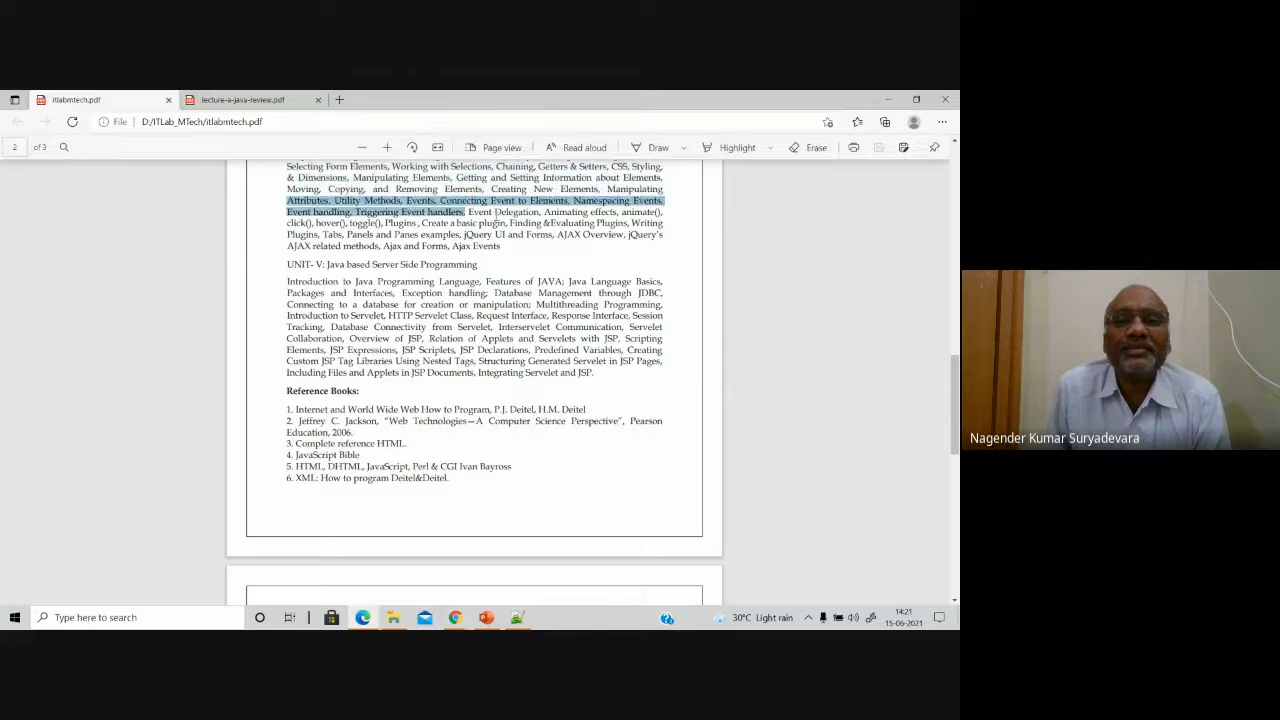 itlabmtech.pdf
lecture-a-java-review.pdf
File
D:/ITLab_MTech/itlabmtech.pdf
2 of 3
Page view
Read aloud
Draw
Highlight
Erase
Selecting Form Elements, Working with Selections, Chaining, Getters & Setters, CSS, Styling,
& Dimensions, Manipulating Elements, Getting and Setting Information about Elements,
Moving, Copying, and Removing Elements, Creating New Elements, Manipulating
Attributes, Utility Methods, Events, Connecting Event to Elements, Namespacing Events,
Event handling, Triggering Event handlers, Event Delegation, Animating effects, animate(),
click(), hover(), toggle(), Plugins , Create a basic plugin, Finding &Evaluating Plugins, Writing
Plugins, Tabs, Panels and Panes examples, jQuery UI and Forms, AJAX Overview, jQuery's
AJAX related methods, Ajax and Forms, Ajax Events
UNIT- V: Java based Server Side Programming
Introduction to Java Programming Language, Features of JAVA; Java Language Basics,
Packages and Interfaces, Exception handling; Database Management through JDBC,
Connecting to a database for creation or manipulation; Multithreading Programming,
Introduction to Servelet, HTTP Servelet Class, Request Interface, Response Interface, Session
Tracking, Database Connectivity from Servelet, Interservelet Communication, Servelet
Collaboration, Overview of JSP, Relation of Applets and Servelets with JSP, Scripting
Elements, JSP Expressions, JSP Scriplets, JSP Declarations, Predefined Variables, Creating
Custom JSP Tag Libraries Using Nested Tags, Structuring Generated Servelet in JSP Pages,
Including Files and Applets in JSP Documents, Integrating Servelet and JSP.
Reference Books:
1. Internet and World Wide Web How to Program, P.J. Deitel, H.M. Deitel
2. Jeffrey C. Jackson, "Web Technologies—A Computer Science Perspective", Pearson
Education, 2006.
3. Complete reference HTML.
4. JavaScript Bible
5. HTML, DHTML, JavaScript, Perl & CGI Ivan Bayross
6. XML: How to program Deitel&Deitel.
Nagender Kumar Suryadevara
Type here to search
30°C Light rain
14:21
15-06-2021